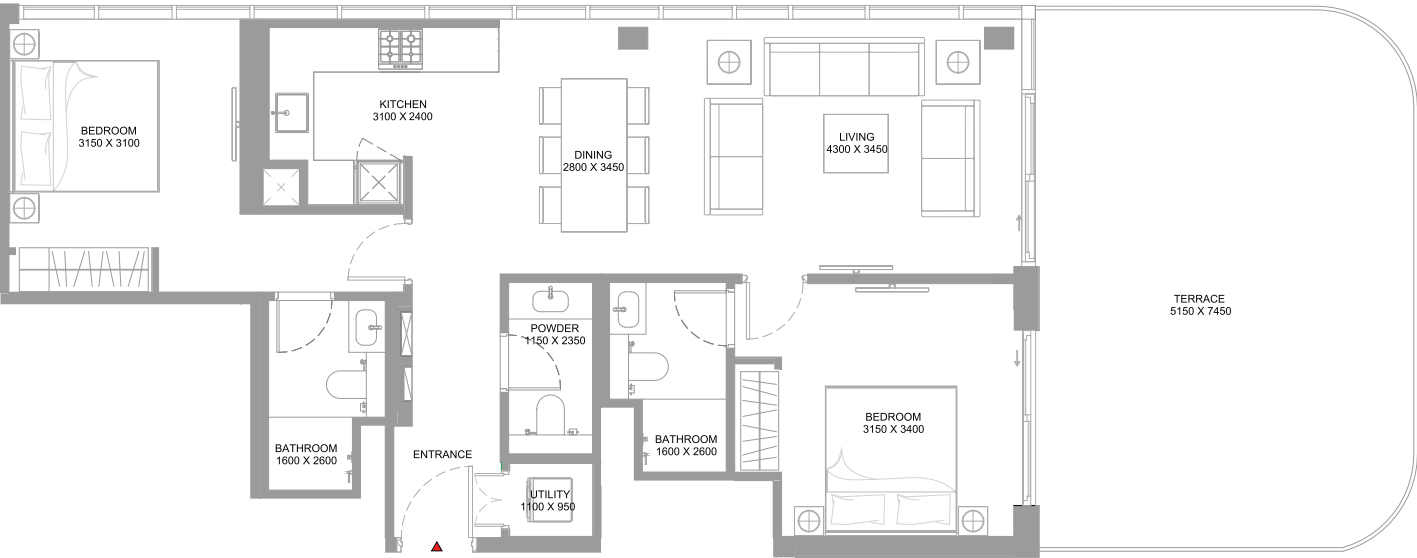 BEDROOM
3150 X 3100
KITCHEN
3100 X 2400
DINING
2800 X 3450
LIVING
4300 X 3450
TERRACE
5150 X 7450
POWDER
1150 X 2350
BEDROOM
3150 X 3400
BATHROOM
1600 X 2600
ENTRANCE
BATHROOM
1600 X 2600
UTILITY
1100 X 950